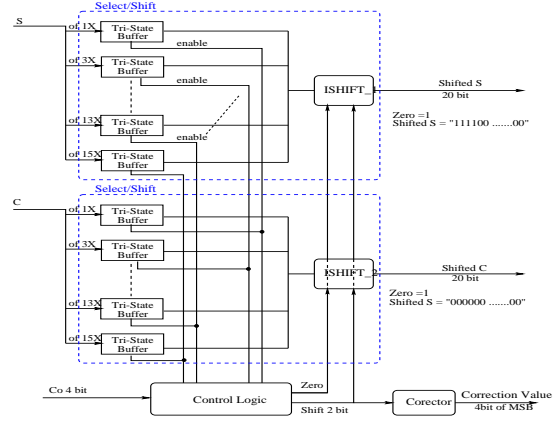 Select/Shift
S
of 1X
Tri-State
Buffer
enable
of 3X
Tri-State
Buffer
enable
ISHIFT_1
Shifted S
20 bit
Zero =1
Shifted S = "111100 .......00"
of 13X
Tri-State
Buffer
enable
of 15X
Tri-State
Buffer
Select/Shift
C
of 1X
Tri-State
Buffer
of 3X
Tri-State
Buffer
ISHIFT_2
Shifted C
20 bit
Zero =1
Shifted S = "000000 .......00"
of 13X
Tri-State
Buffer
of 15X
Tri-State
Buffer
Co 4 bit
Control Logic
Zero
Shift 2 bit
Corector
Correction Value
4bit of MSB